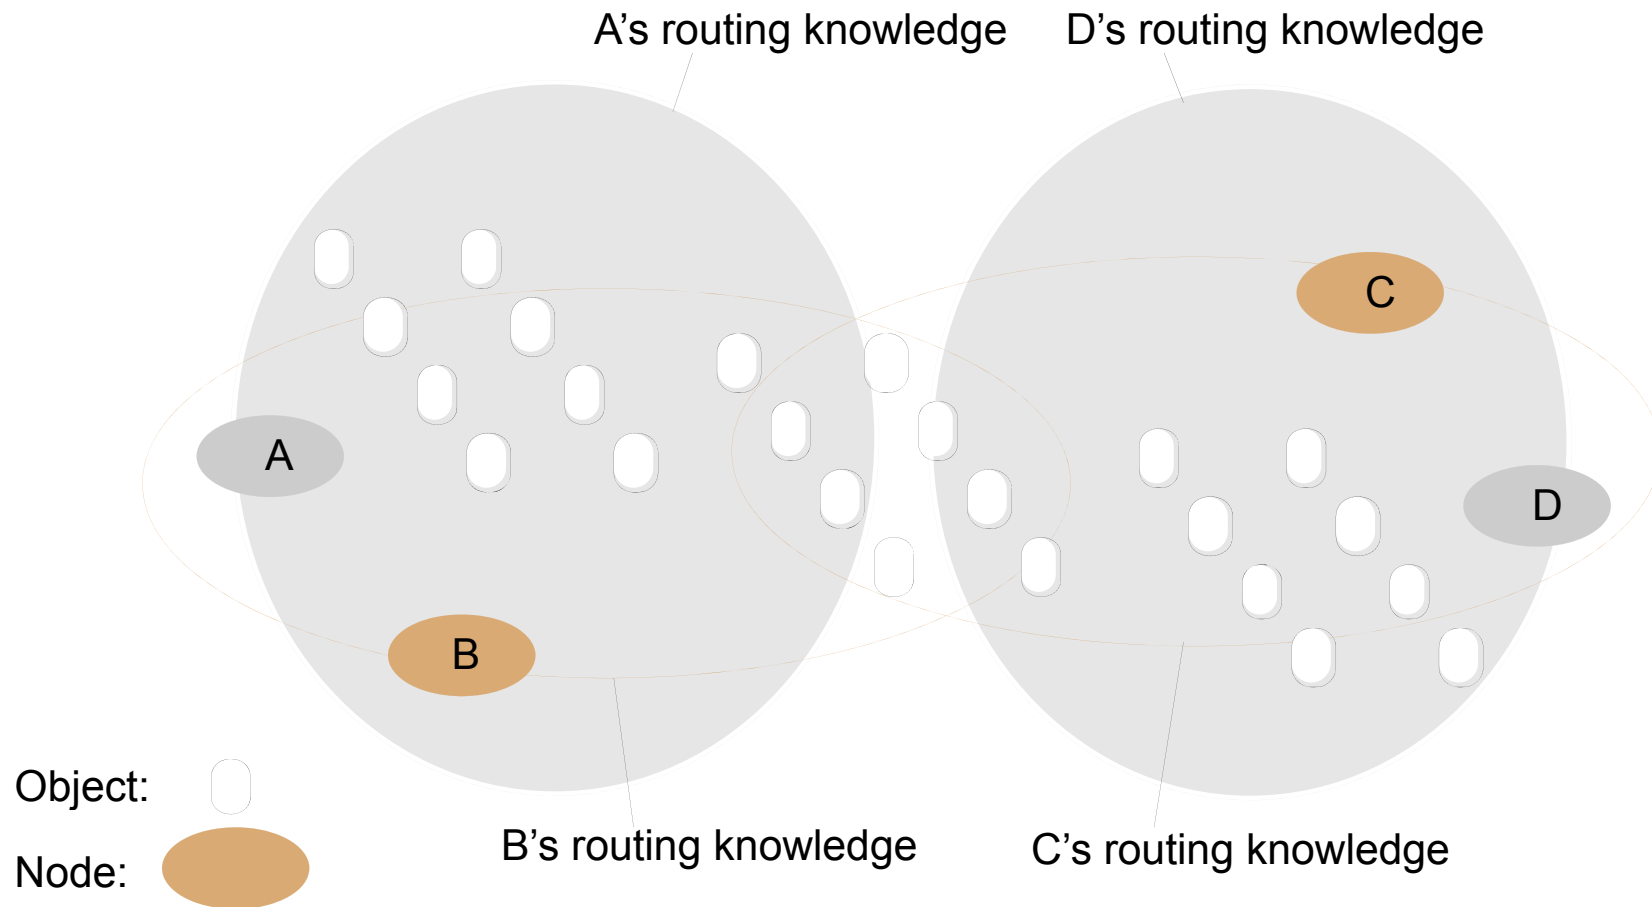 A’s routing knowledge
D’s routing knowledge
C
A
D
B
Object:
B’s routing knowledge
C’s routing knowledge
Node: